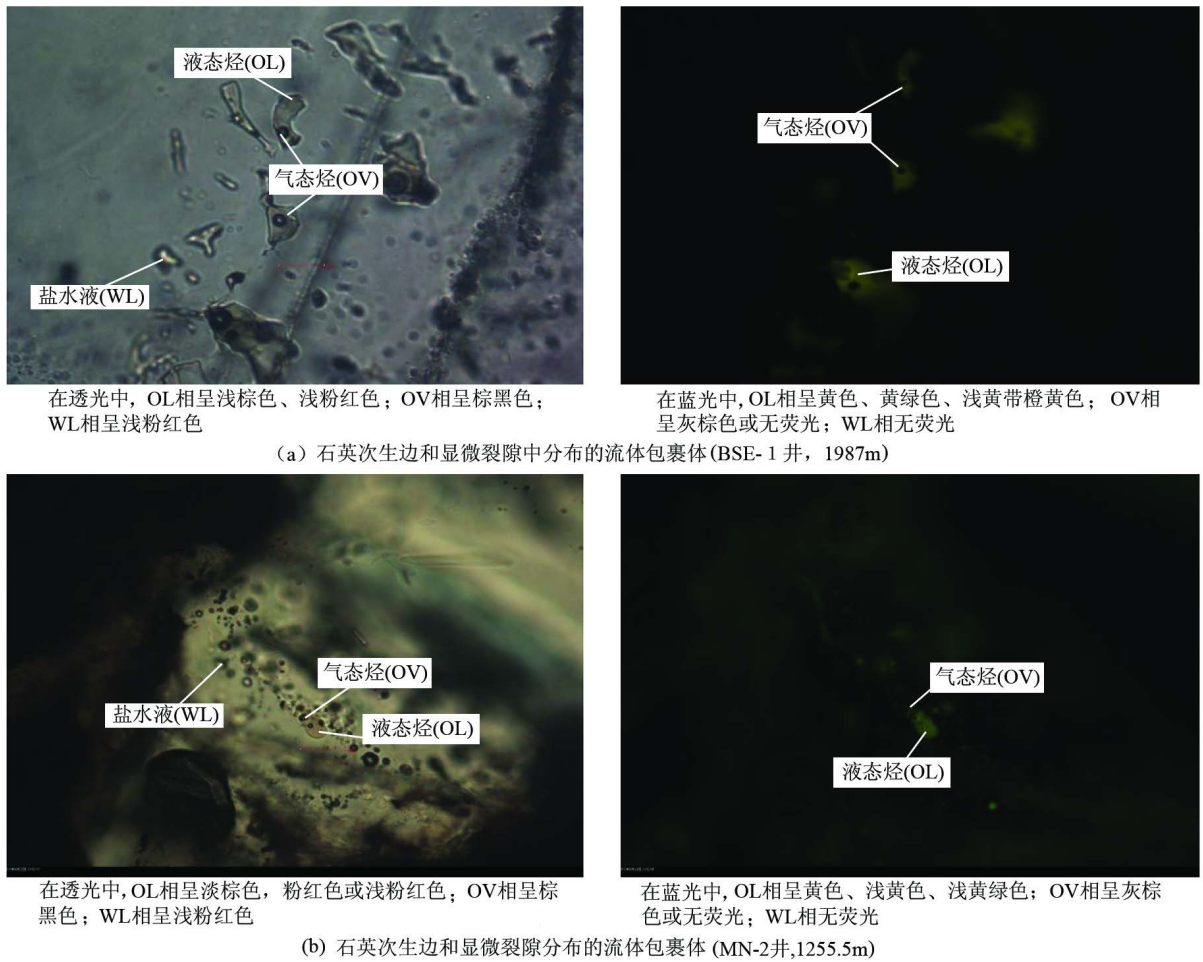 液态烃(OL)
气态烃(OV)
盐水液(WL)
气态烃(OV)
液态烃(OL)
在透光中，OL相呈浅棕色、浅粉红色；OV相呈棕黑色；
WL相呈浅粉红色
在蓝光中，OL相呈黄色、黄绿色、浅黄带橙黄色； OV相
呈灰棕色或无荧光；WL相无荧光
（a）石英次生边和显微裂隙中分布的流体包裹体(BSE-1井，1987m)
气态烃(OV)
盐水液(WL)
液态烃(OL)
气态烃(OV)
液态烃(OL)
在透光中，OL相呈淡棕色，粉红色或浅粉红色；OV相呈棕
黑色；WL相呈浅粉红色
在蓝光中，OL相呈黄色、浅黄色、浅黄绿色；OV相呈灰棕
色或无荧光；WL相无荧光
(b) 石英次生边和显微裂隙分布的流体包裹体 (MN-2井,1255.5m)